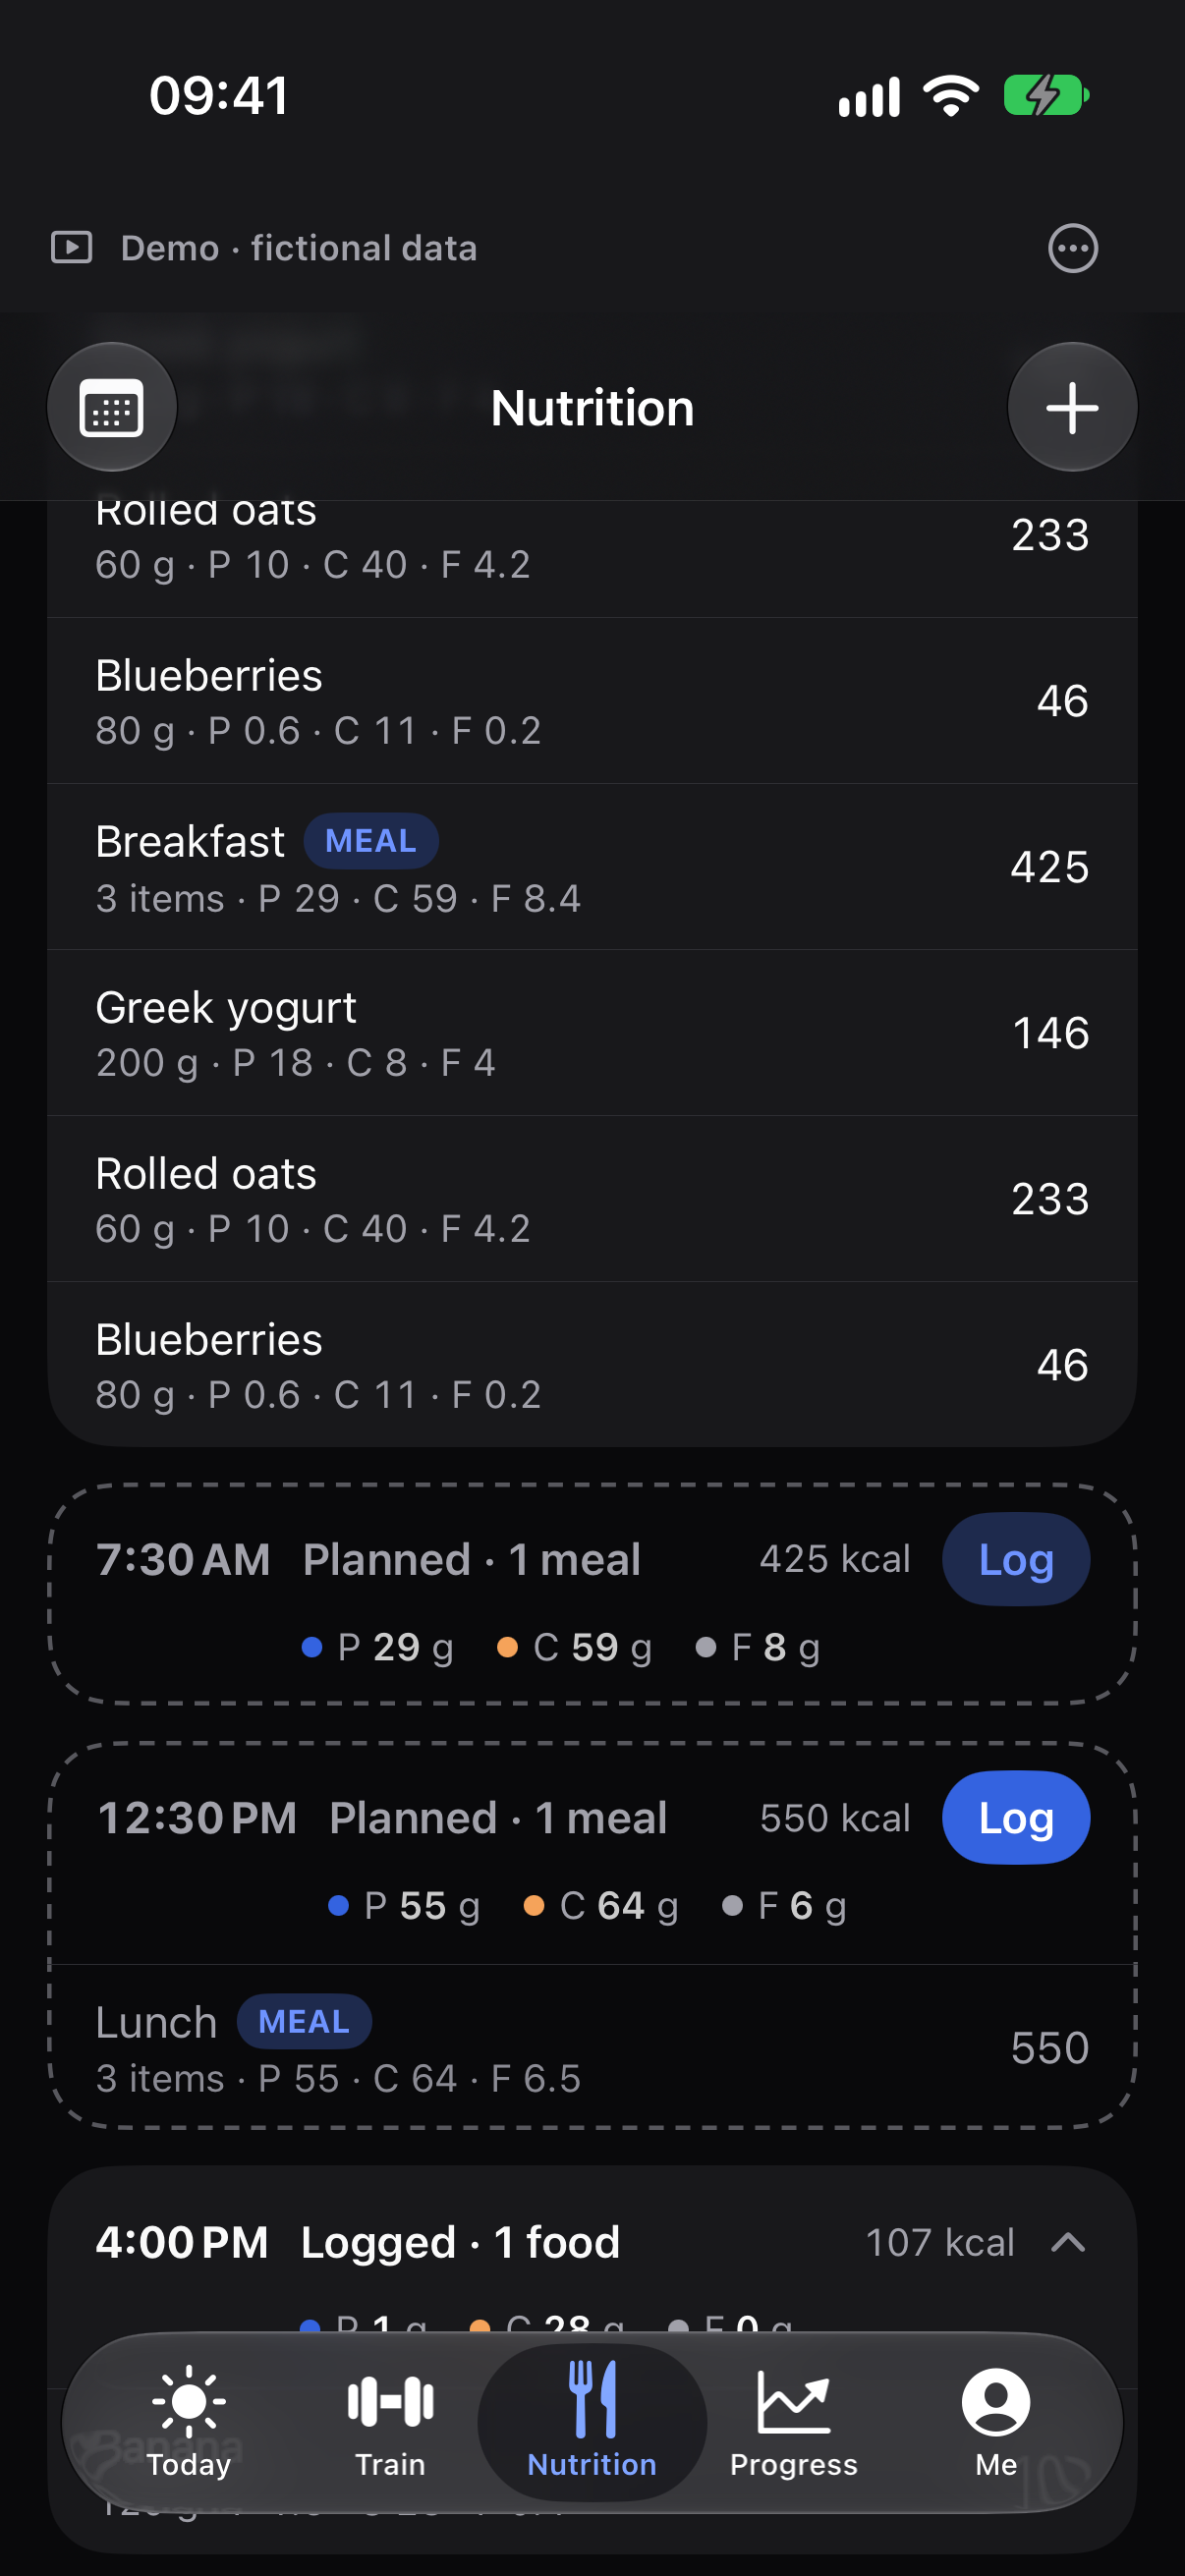 09:41
Demo · fictional data
Nutrition
Rolled oats
233
60 g · P 10 · C 40 · F 4.2
Blueberries
46
80 g · P 0.6 · C 11 · F 0.2
Breakfast MEAL
425
3 items · P 29 · C 59 · F 8.4
Greek yogurt
146
200 g · P 18 · C 8 · F 4
Rolled oats
233
60 g · P 10 · C 40 · F 4.2
Blueberries
46
80 g · P 0.6 · C 11 · F 0.2
7:30 AM Planned · 1 meal 425 kcal Log
P 29 g C 59 g F 8 g
12:30 PM Planned · 1 meal 550 kcal Log
P 55 g C 64 g F 6 g
Lunch MEAL
550
3 items · P 55 · C 64 · F 6.5
4:00 PM Logged · 1 food 107 kcal
P 1 g C 28 g F 0 g
Banana
Today Train Nutrition Progress Me